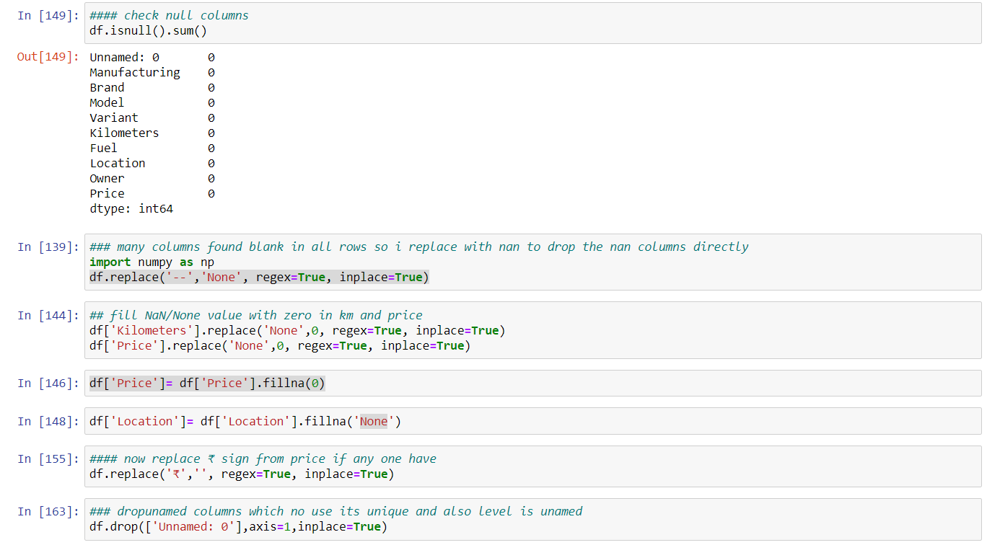 In [149]: #### check null columns
df.isnull().sum()
Out[149]: Unnamed: 0 0
Manufacturing 0
Brand 0
Model 0
Variant 0
Kilometers 0
Fuel 0
Location 0
Owner 0
Price 0
dtype: int64
In [139]: ### many columns found blank in all rows so i replace with nan to drop the nan columns directly
import numpy as np
df.replace('--','None', regex=True, inplace=True)
In [144]: ## fill NaN/None value with zero in km and price
df['Kilometers'].replace('None',0, regex=True, inplace=True)
df['Price'].replace('None',0, regex=True, inplace=True)
In [146]: df['Price']= df['Price'].fillna(0)
In [148]: df['Location']= df['Location'].fillna('None')
In [155]: #### now replace ₹ sign from price if any one have
df.replace('₹','', regex=True, inplace=True)
In [163]: ### dropunamed columns which no use its unique and also level is unamed
df.drop(['Unnamed: 0'],axis=1,inplace=True)